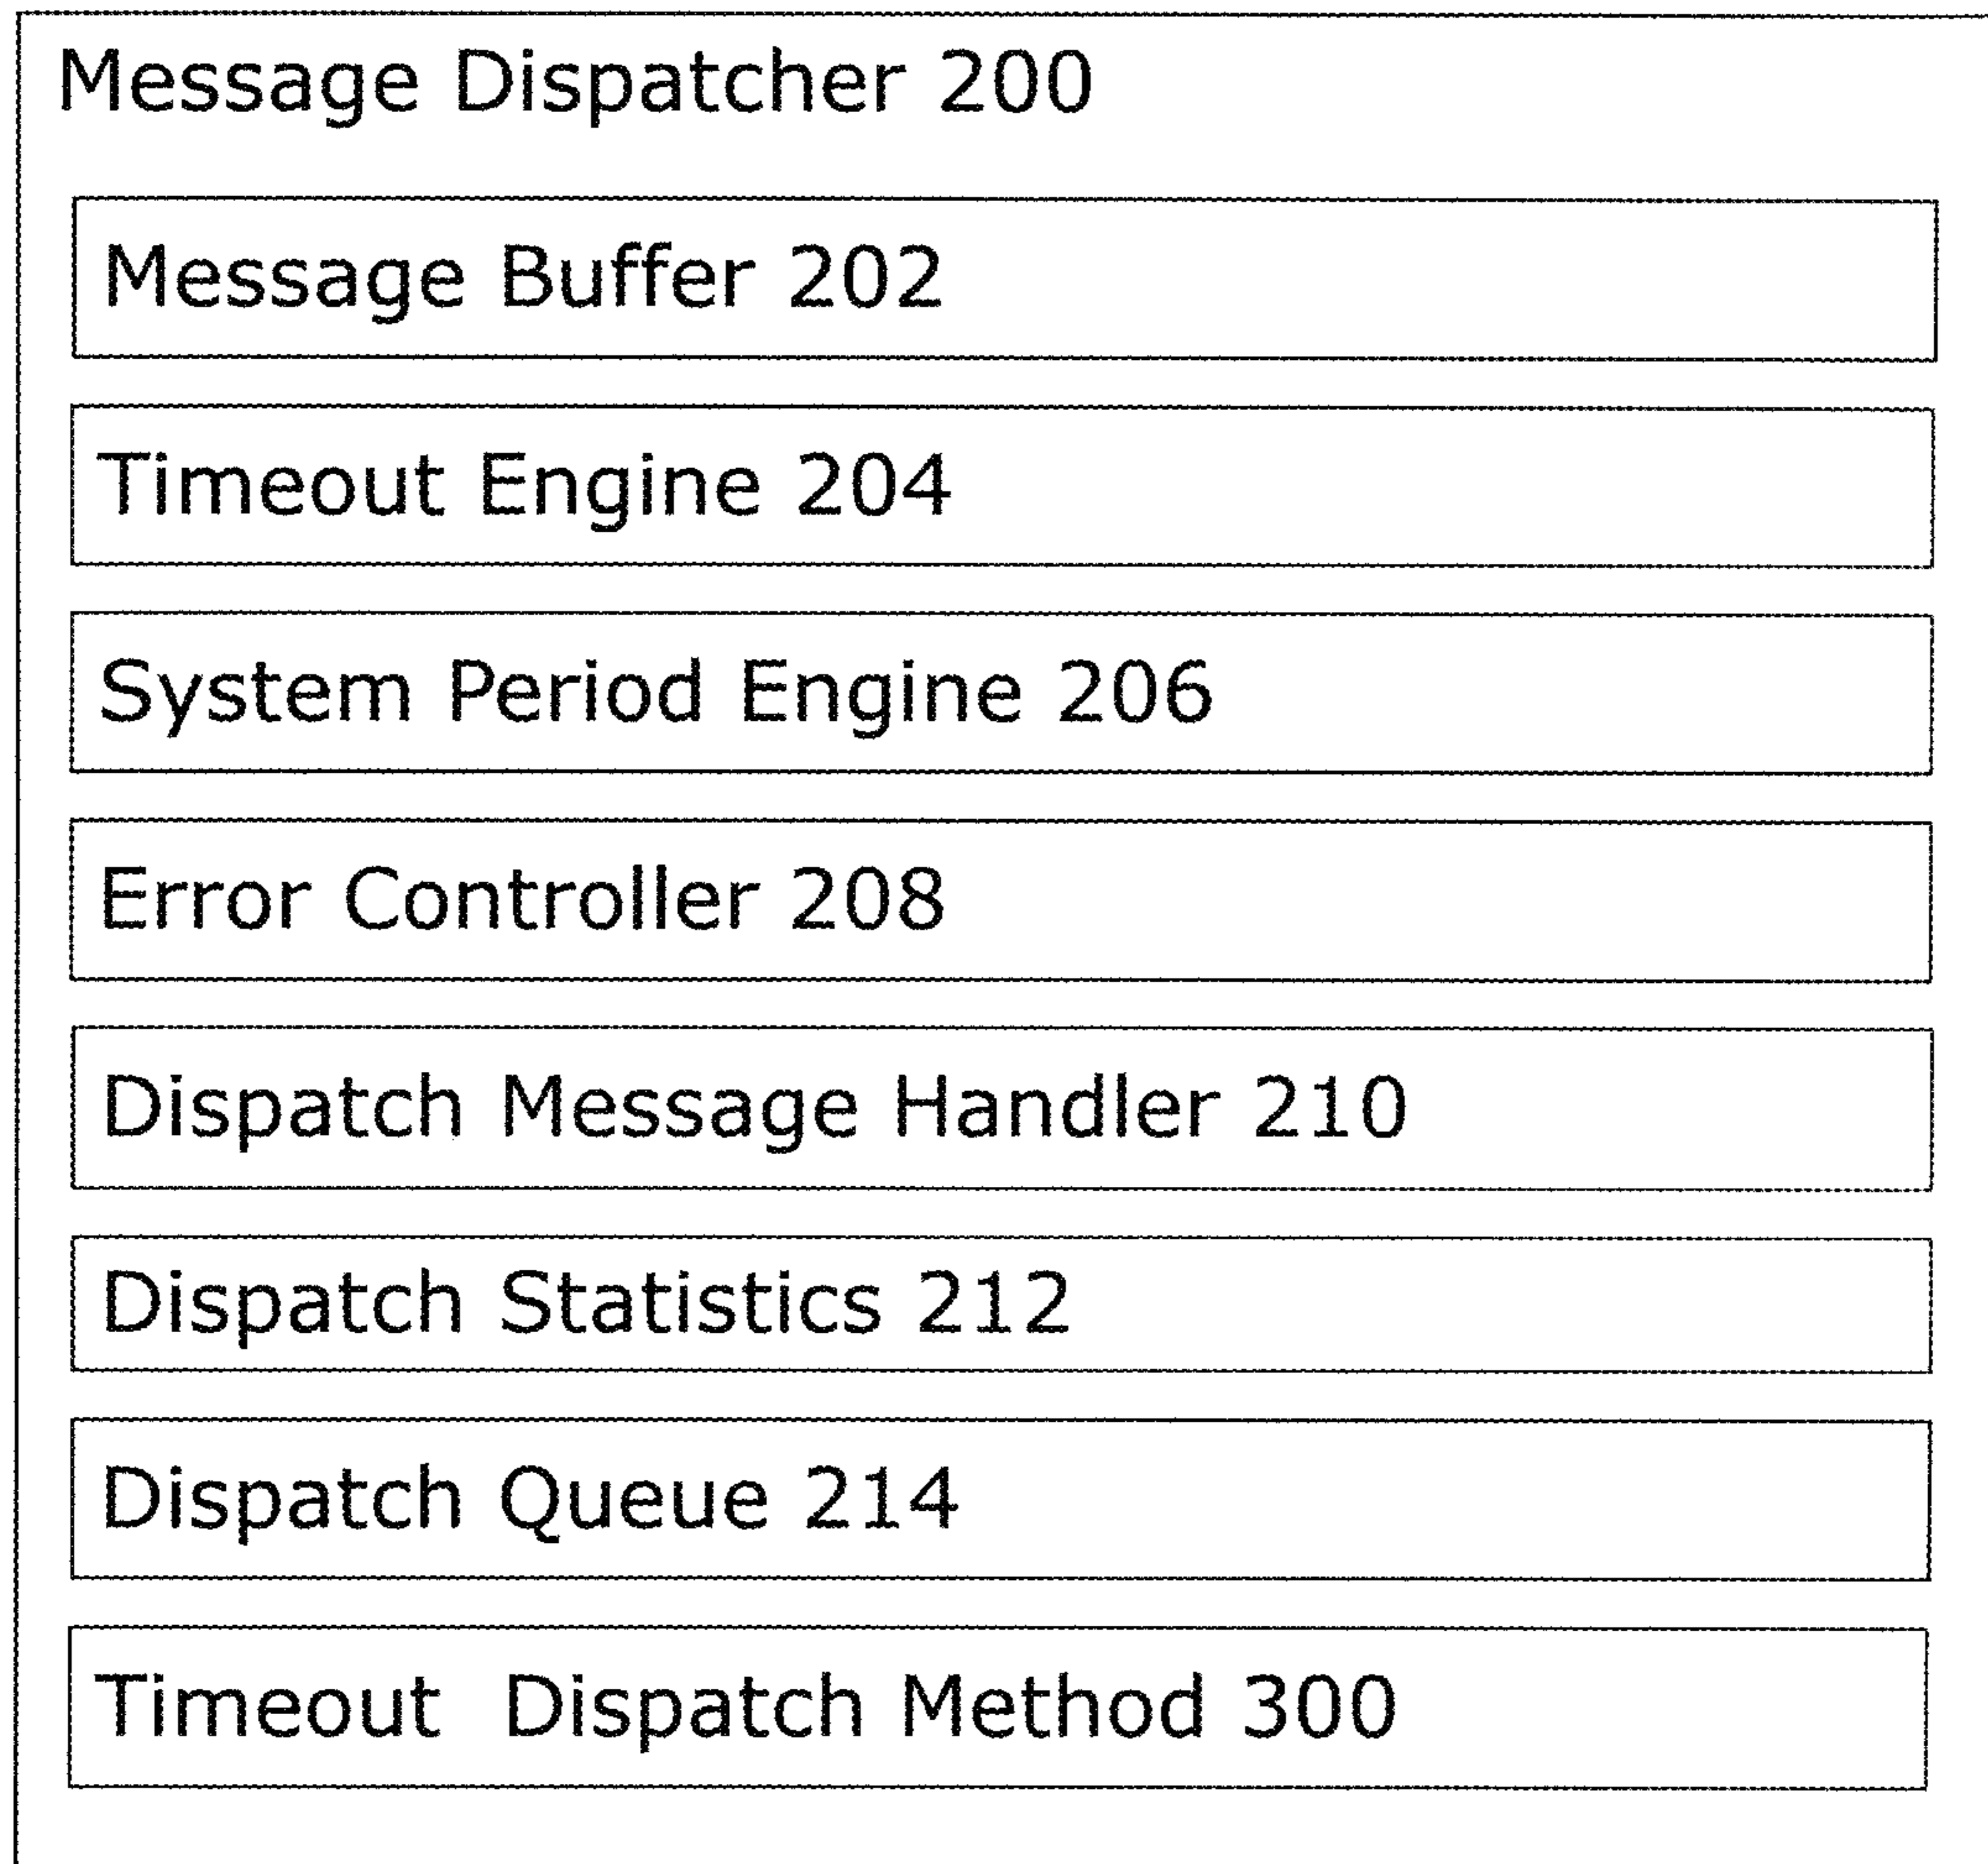 Message Dispatcher 200
Message Buffer 202
Timeout Engine 204
System Period Engine 206
Error Controller 208
Dispatch Message Handler 210
Dispatch Statistics 212
Dispatch Queue 214
Timeout  Dispatch Method 300